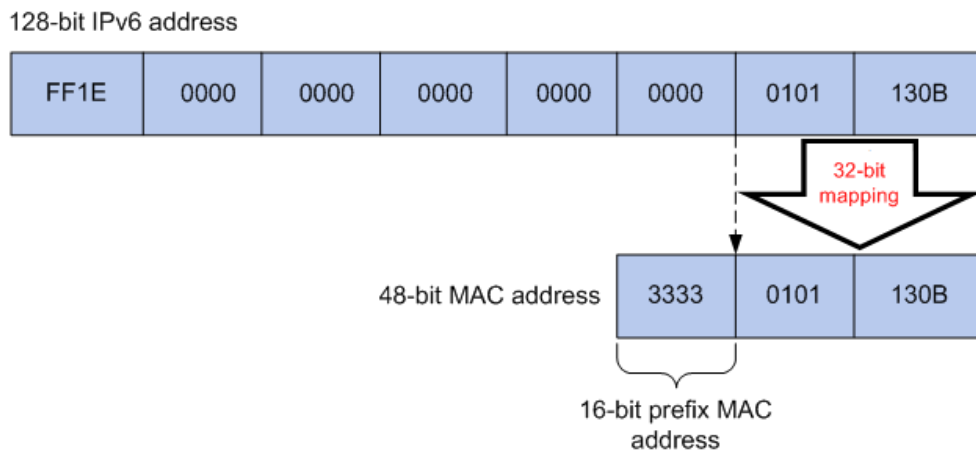 128-bit IPv6 address
FF1E 0000 0000 0000 0000 0000 0101 130B
32-bit
mapping
48-bit MAC address 3333 0101 130B
16-bit prefix MAC
address